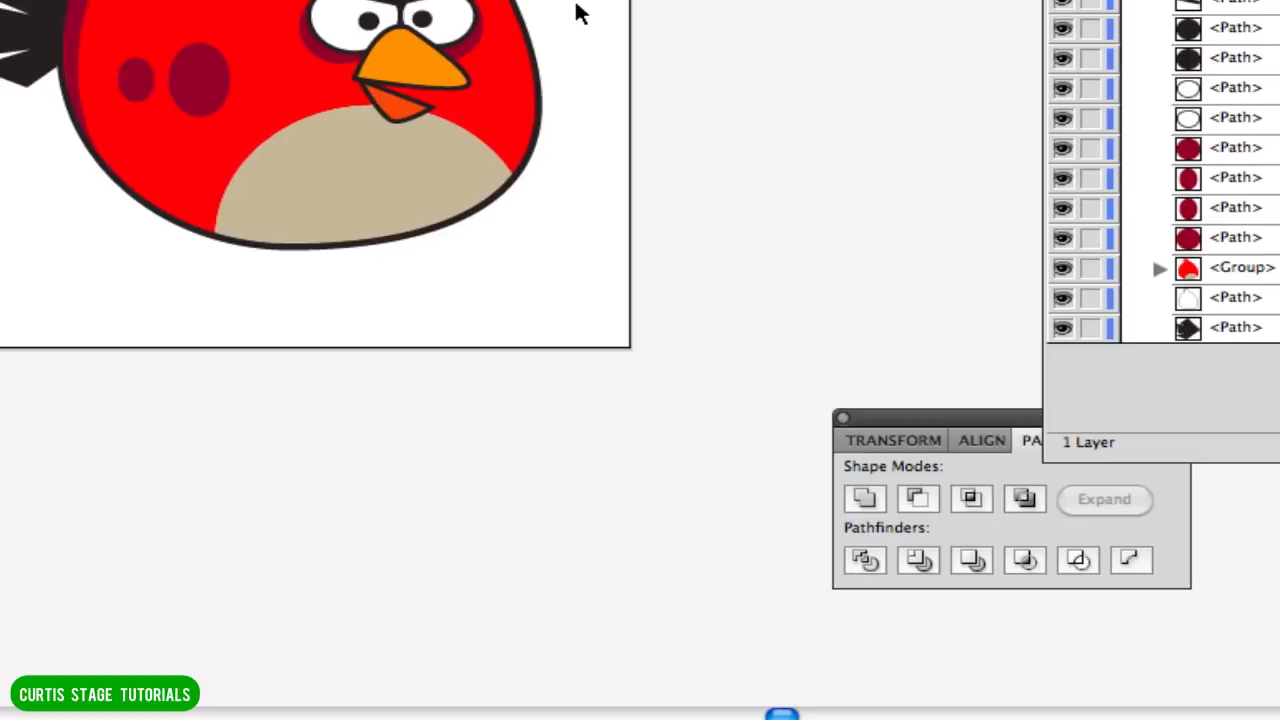 <Path>
<Path>
<Path>
<Path>
<Path>
<Path>
<Path>
<Path>
<Path>
<Group>
<Path>
<Path>
1 Layer
TRANSFORM ALIGN PA
Shape Modes:
Expand
Pathfinders:
CURTIS STAGE TUTORIALS